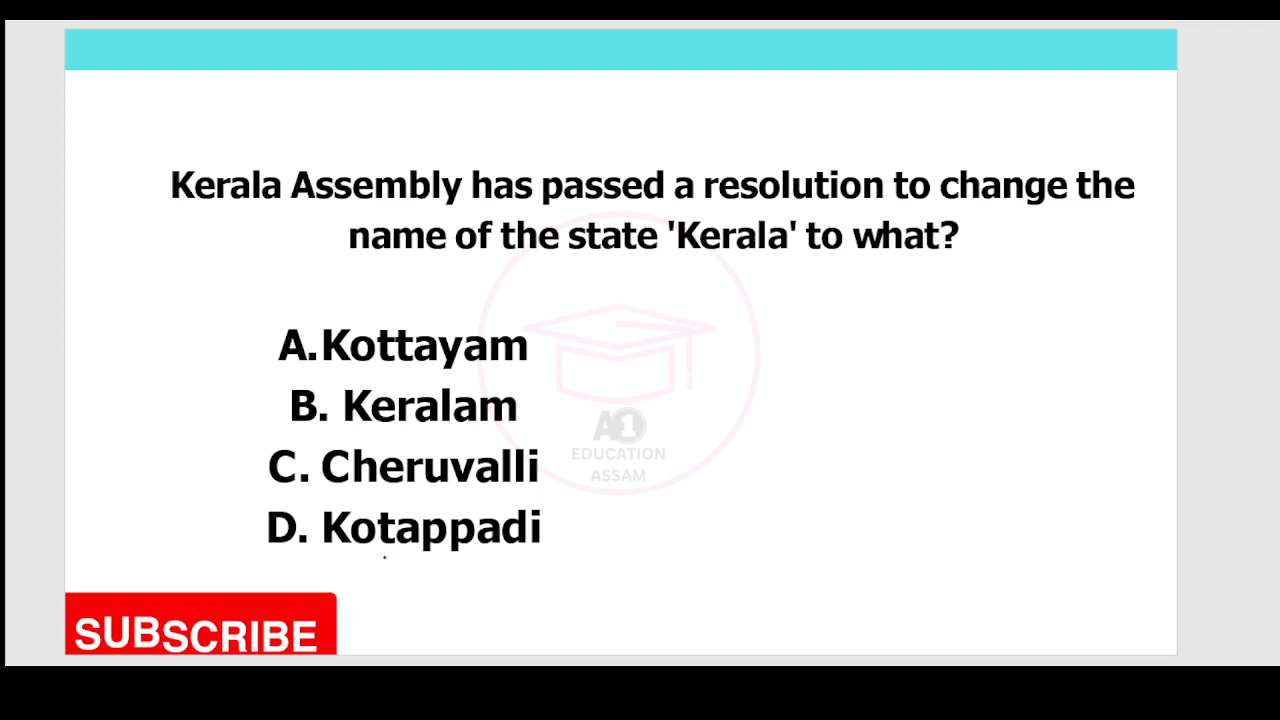 Kerala Assembly has passed a resolution to change the
name of the state 'Kerala' to what?
A.Kottayam
B. Keralam
C. Cheruvalli
D. Kotappadi
A1
EDUCATION
ASSAM
SUBSCRIBE